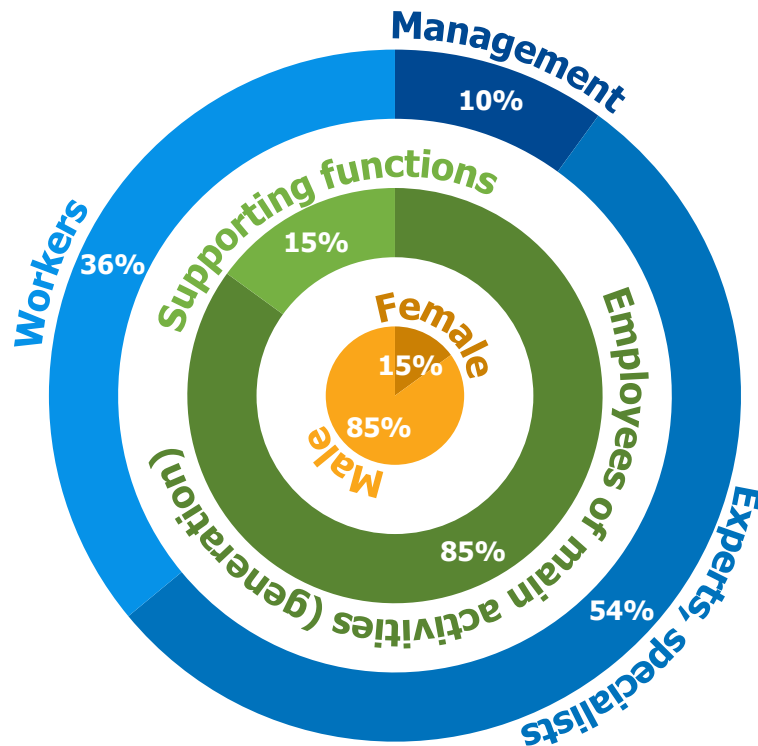 Management
10%
Workers
36%
Experts, specialists
54%
Supporting functions
15%
Employees of main activities (generation)
85%
Female
15%
Male
85%